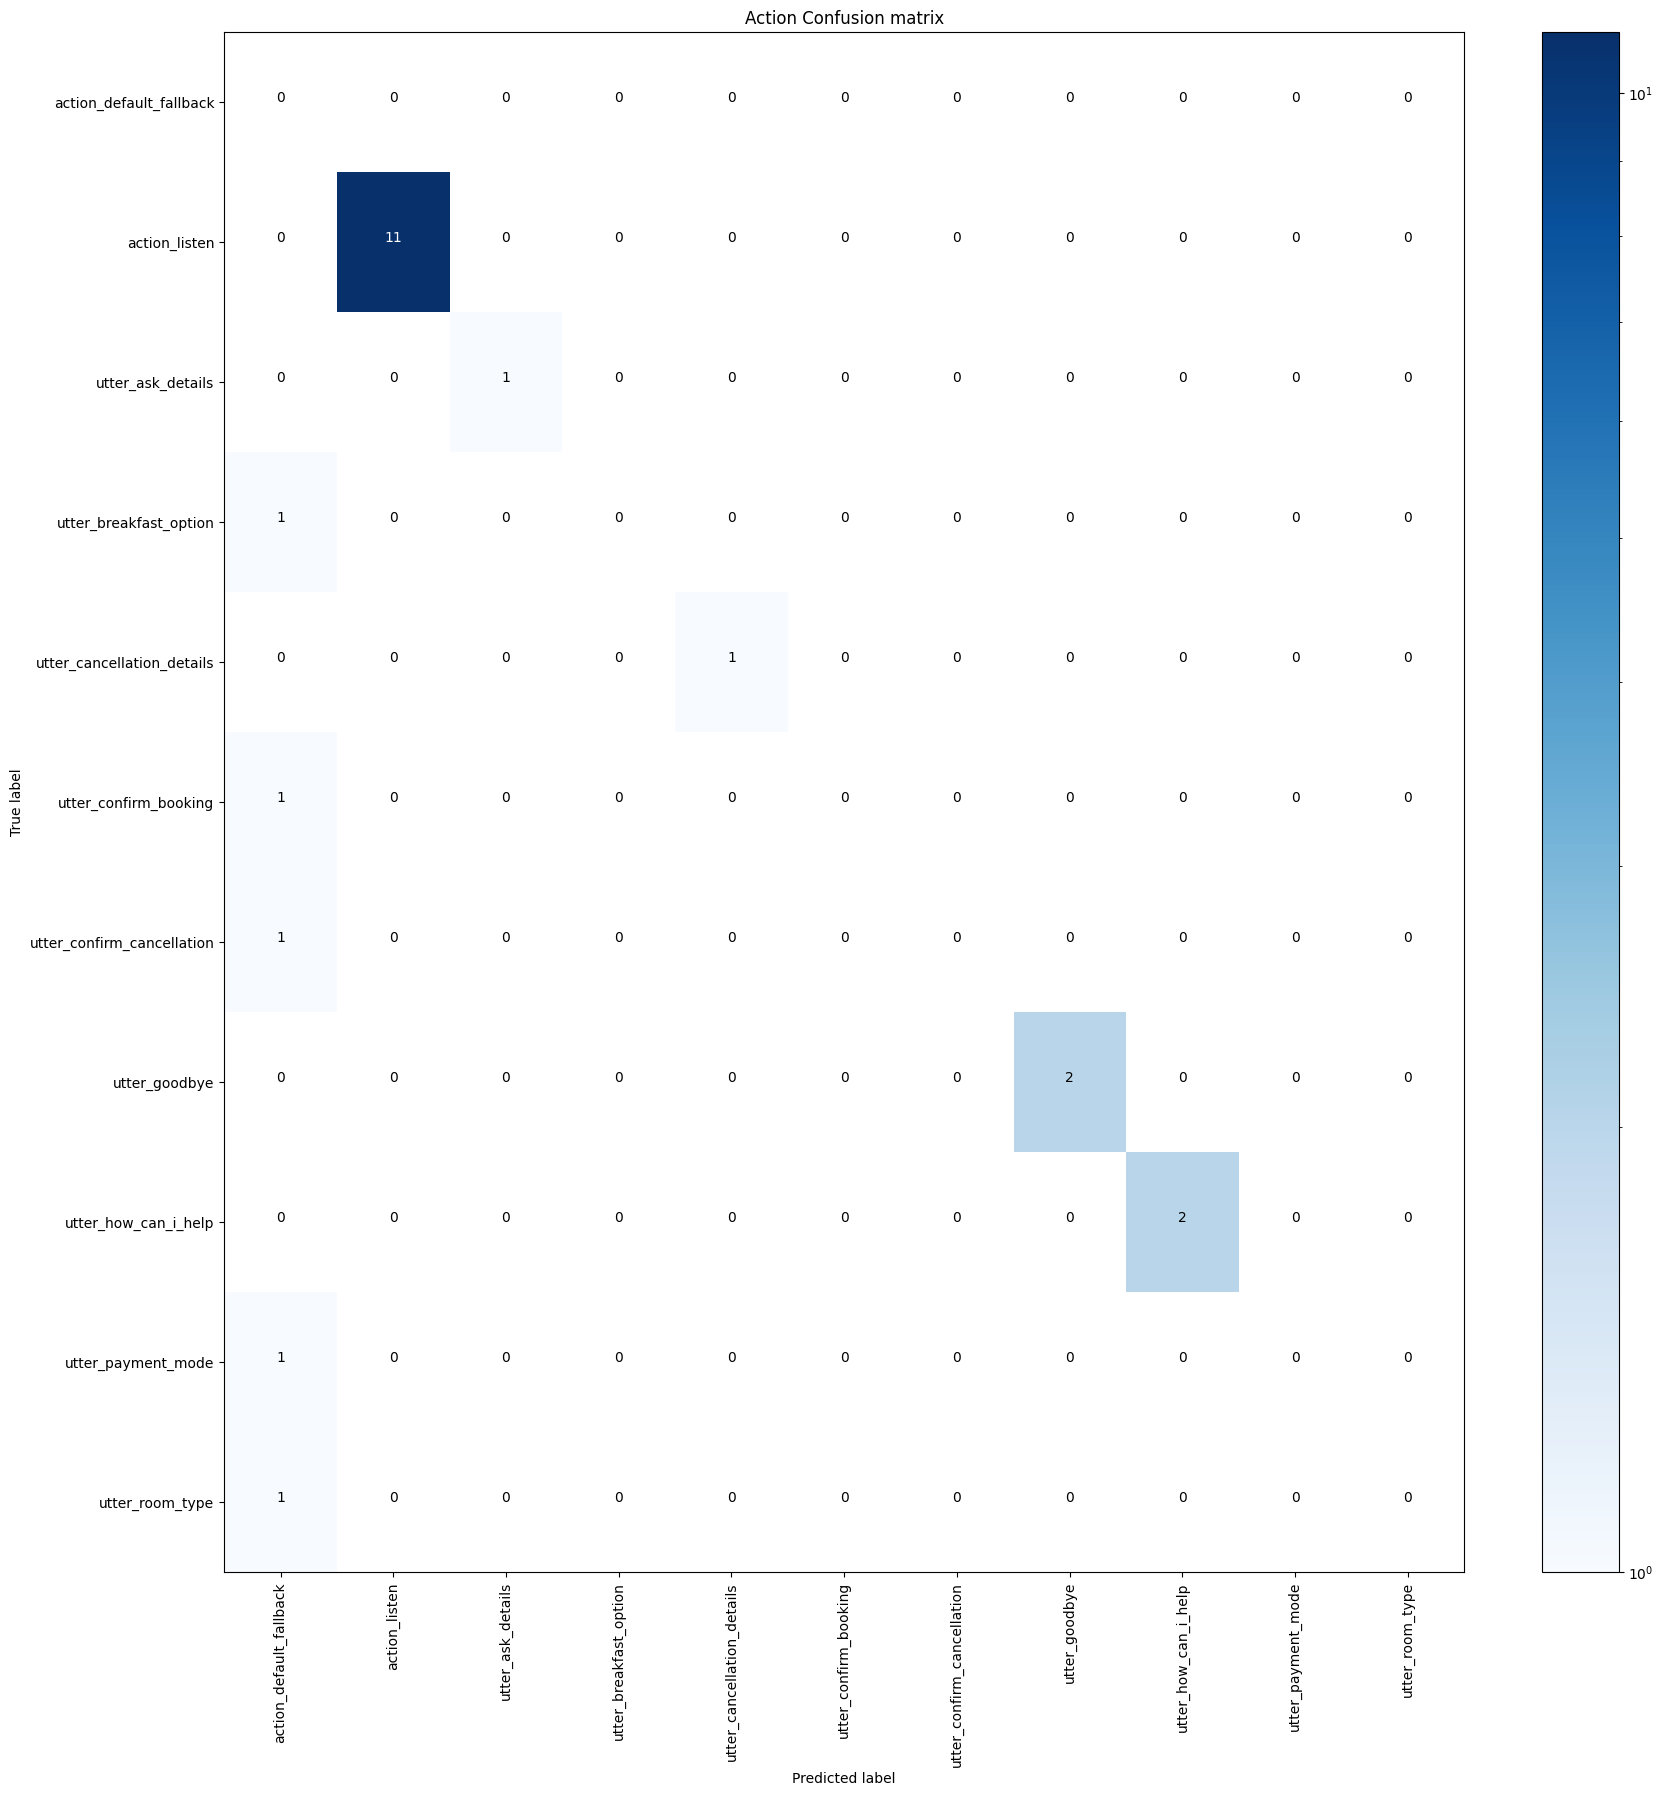 Action Confusion matrix
action_default_fallback 0 0 0 0 0 0 0 0 0 0 0
action_listen 0 11 0 0 0 0 0 0 0 0 0
utter_ask_details 0 0 1 0 0 0 0 0 0 0 0
utter_breakfast_option 1 0 0 0 0 0 0 0 0 0 0
utter_cancellation_details 0 0 0 0 1 0 0 0 0 0 0
utter_confirm_booking 1 0 0 0 0 0 0 0 0 0 0
utter_confirm_cancellation 1 0 0 0 0 0 0 0 0 0 0
utter_goodbye 0 0 0 0 0 0 0 2 0 0 0
utter_how_can_i_help 0 0 0 0 0 0 0 0 2 0 0
utter_payment_mode 1 0 0 0 0 0 0 0 0 0 0
utter_room_type 1 0 0 0 0 0 0 0 0 0 0
True label
action_default_fallback
action_listen
utter_ask_details
utter_breakfast_option
utter_cancellation_details
utter_confirm_booking
utter_confirm_cancellation
utter_goodbye
utter_how_can_i_help
utter_payment_mode
utter_room_type
Predicted label
10¹
10⁰